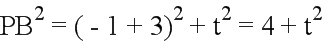 PB² = ( - 1 + 3)² + t² = 4 + t²